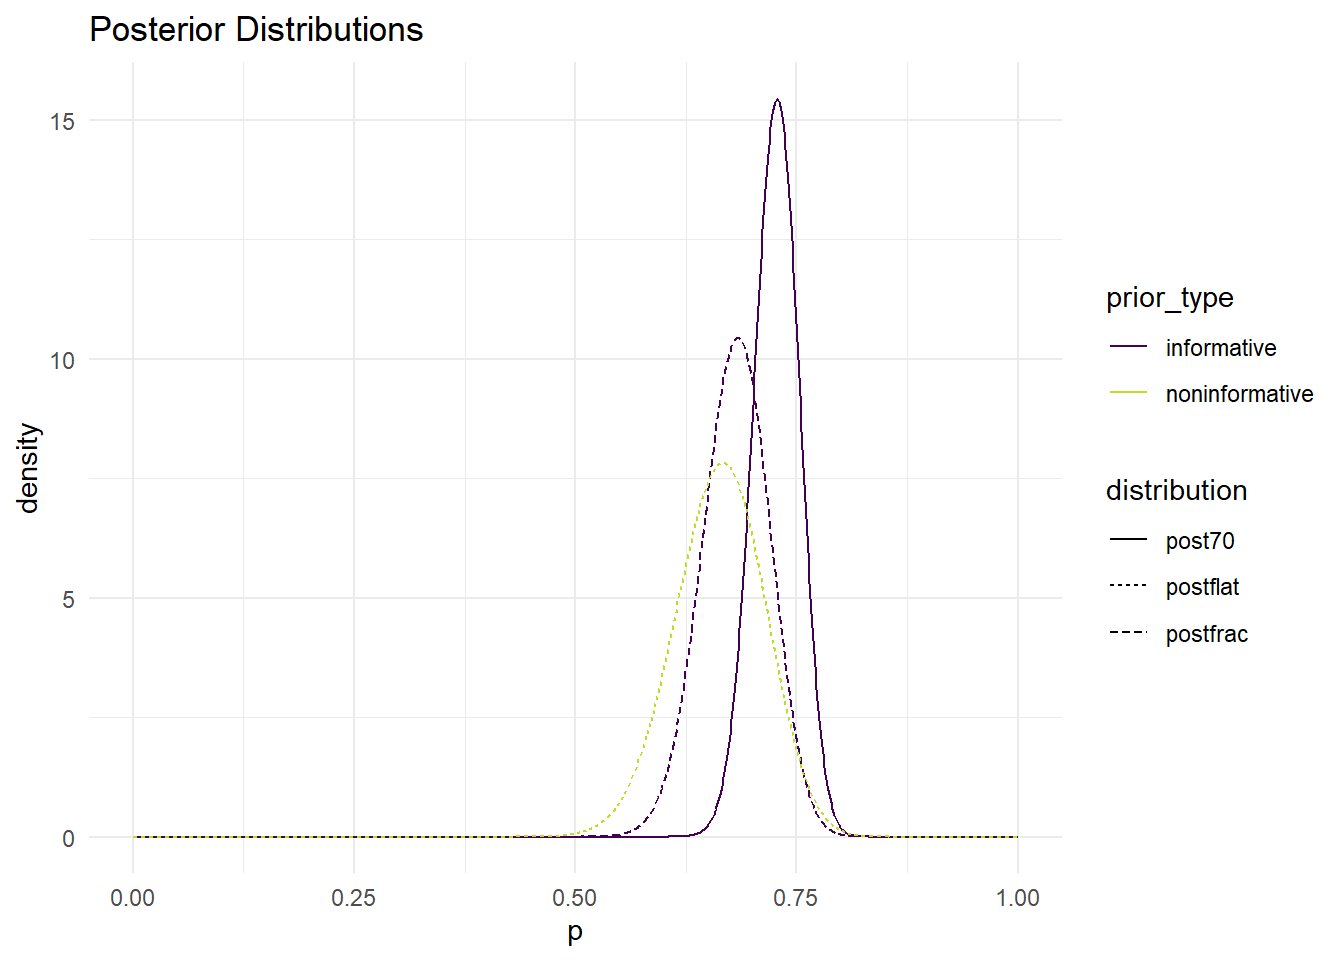 Posterior Distributions
15
10
5
0
density
0.00 0.25 0.50 0.75 1.00
p
prior_type
informative
noninformative
distribution
post70
postflat
postfrac